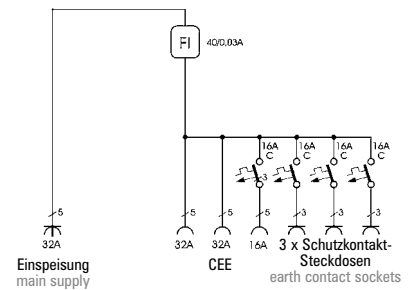 FI 40/0,03A
16A 16A 16A 16A
C C C C
3
5 5 5 5 3 3 3
32A 32A 32A 16A
Einspeisung CEE 3 x Schutzkontakt-
main supply Steckdosen
earth contact sockets